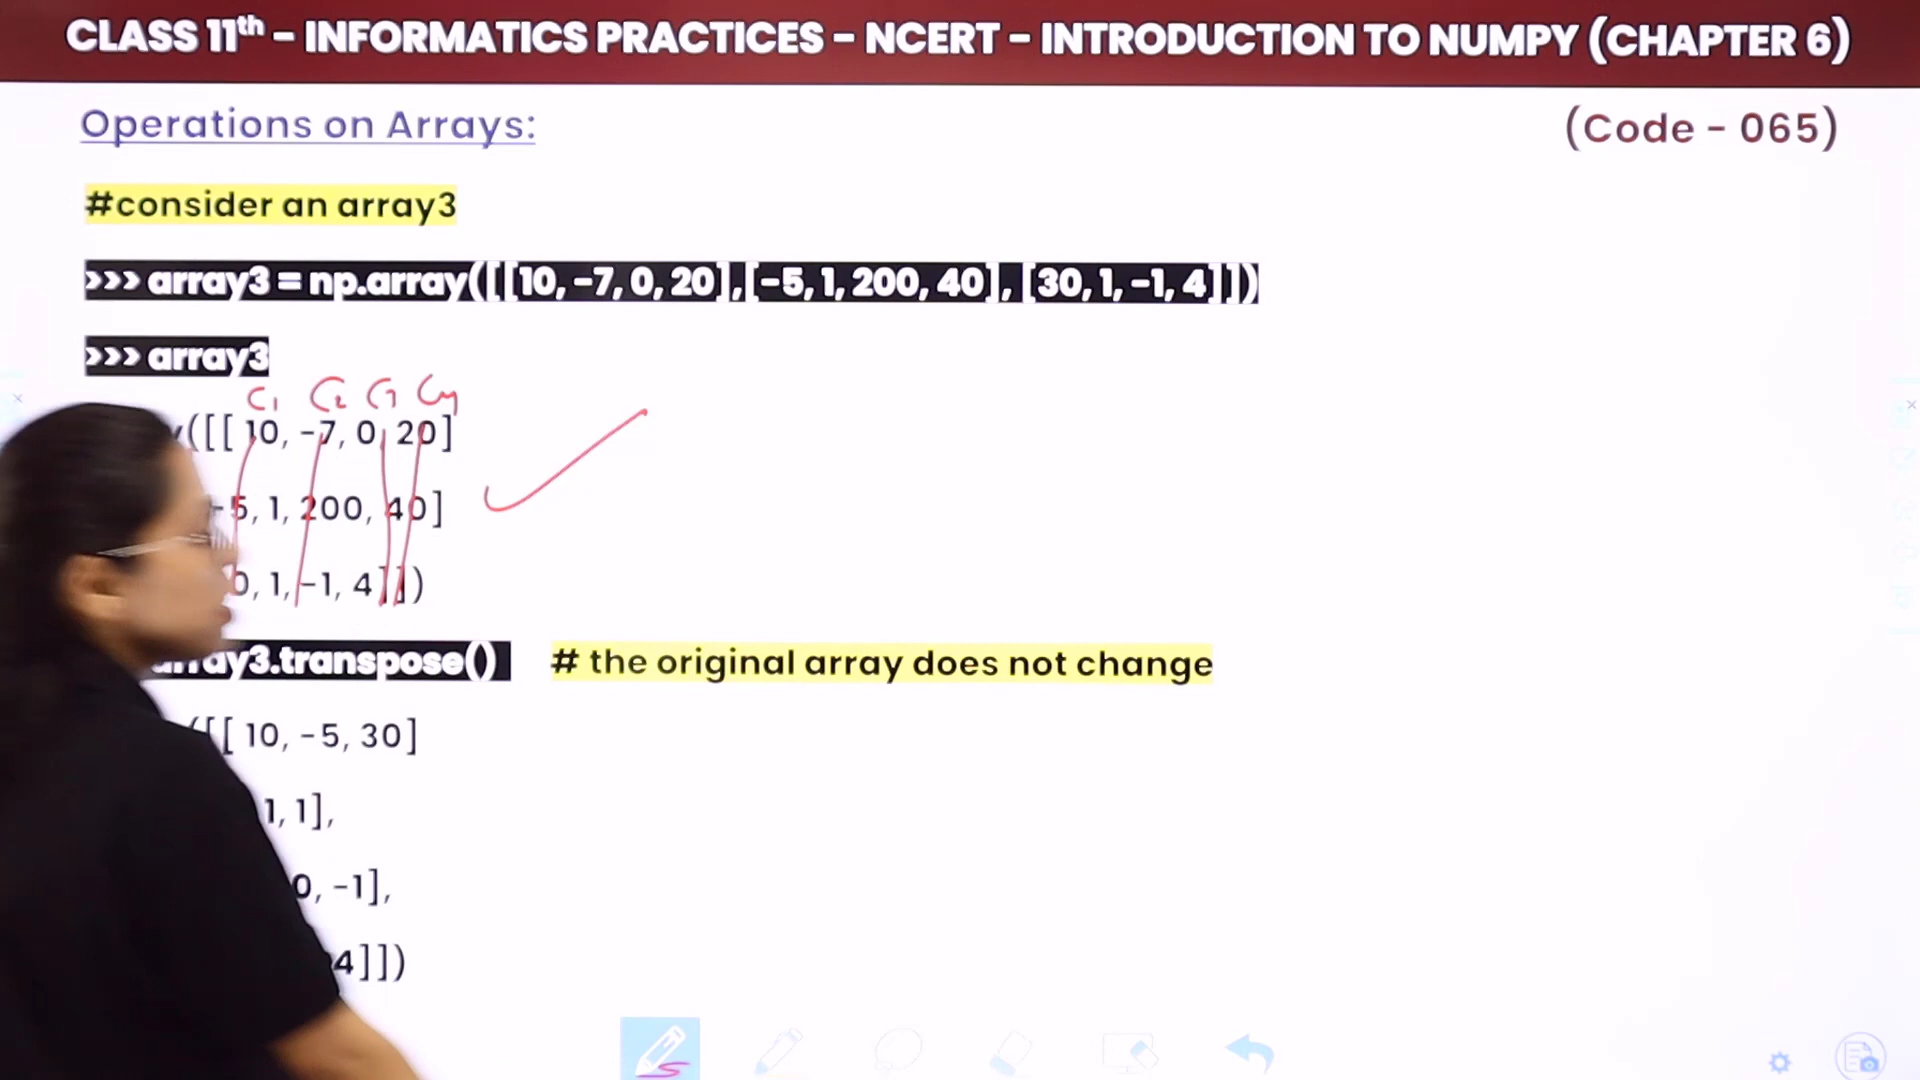 CLASS 11th - INFORMATICS PRACTICES - NCERT - INTRODUCTION TO NUMPY (CHAPTER 6)
Operations on Arrays:
(Code - 065)
#consider an array3
>>> array3 = np.array([[10, -7, 0, 20],[-5, 1, 200, 40], [30, 1, -1, 4]])
>>> array3
C1 C2 C3 C4
([[ 10, -7, 0, 20]
-5, 1, 200, 40]
0, 1, -1, 4]])
array3.transpose() # the original array does not change
([[ 10, -5, 30]
1, 1],
0, -1],
4]])